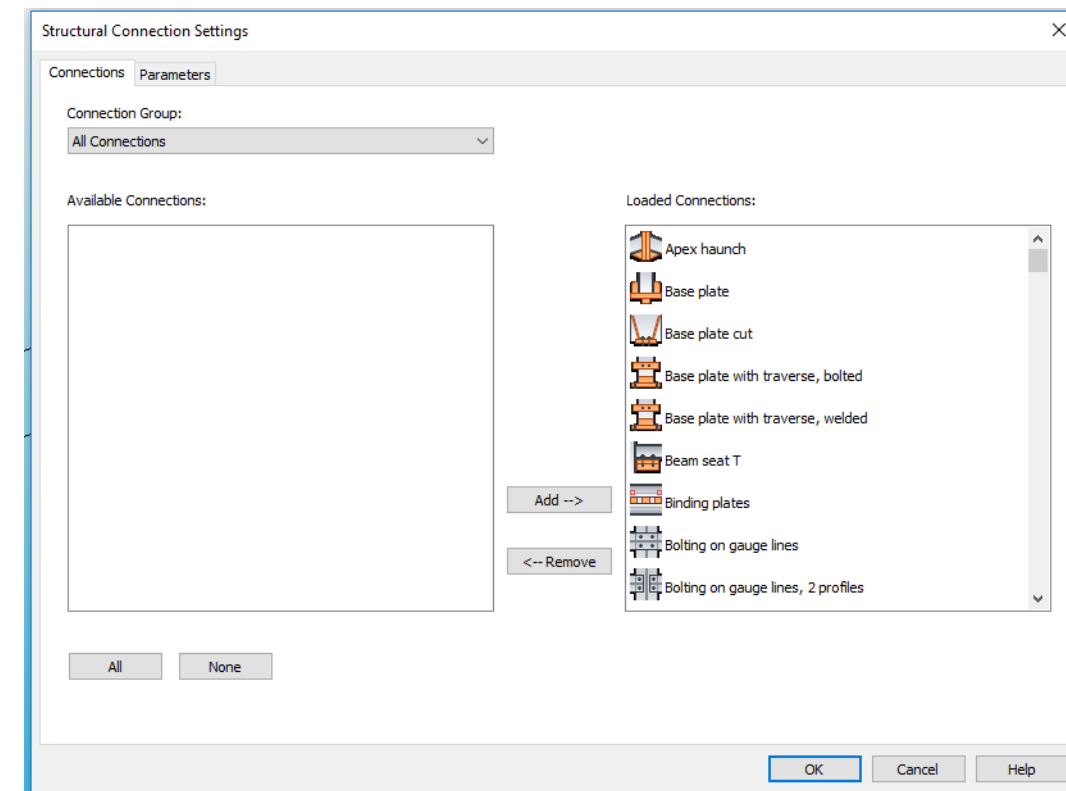 Structural Connection Settings
Connections
Parameters
Connection Group:
All Connections
Available Connections:
Loaded Connections:
Apex haunch
Base plate
Base plate cut
Base plate with traverse, bolted
Base plate with traverse, welded
Beam seat T
Binding plates
Bolting on gauge lines
Bolting on gauge lines, 2 profiles
Add -->
<-- Remove
All
None
OK
Cancel
Help